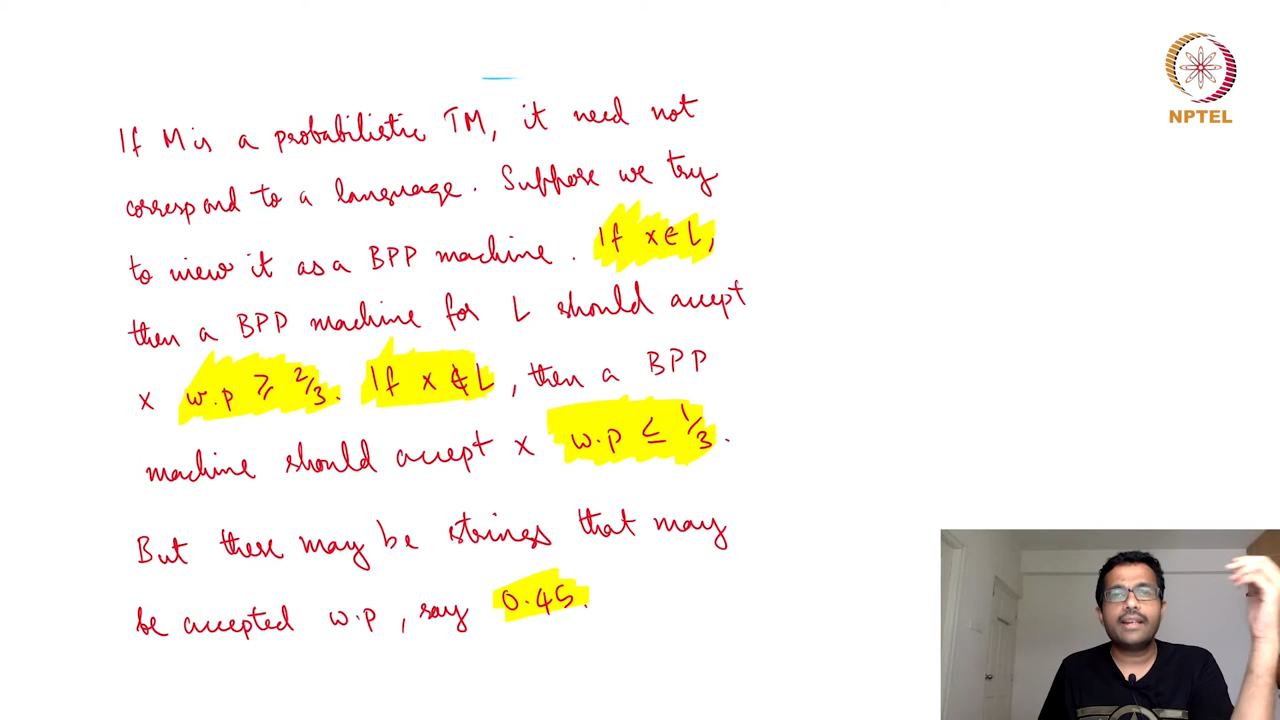 NPTEL
If M is a probabilistic TM, it need not
correspond to a language. Suppose we try
to view it as a BPP machine. If x ∈ L,
then a BPP machine for L should accept
x w.p ≥ 2/3. If x ∉ L, then a BPP
machine should accept x w.p ≤ 1/3.
But there may be strings that may
be accepted w.p, say 0.45.